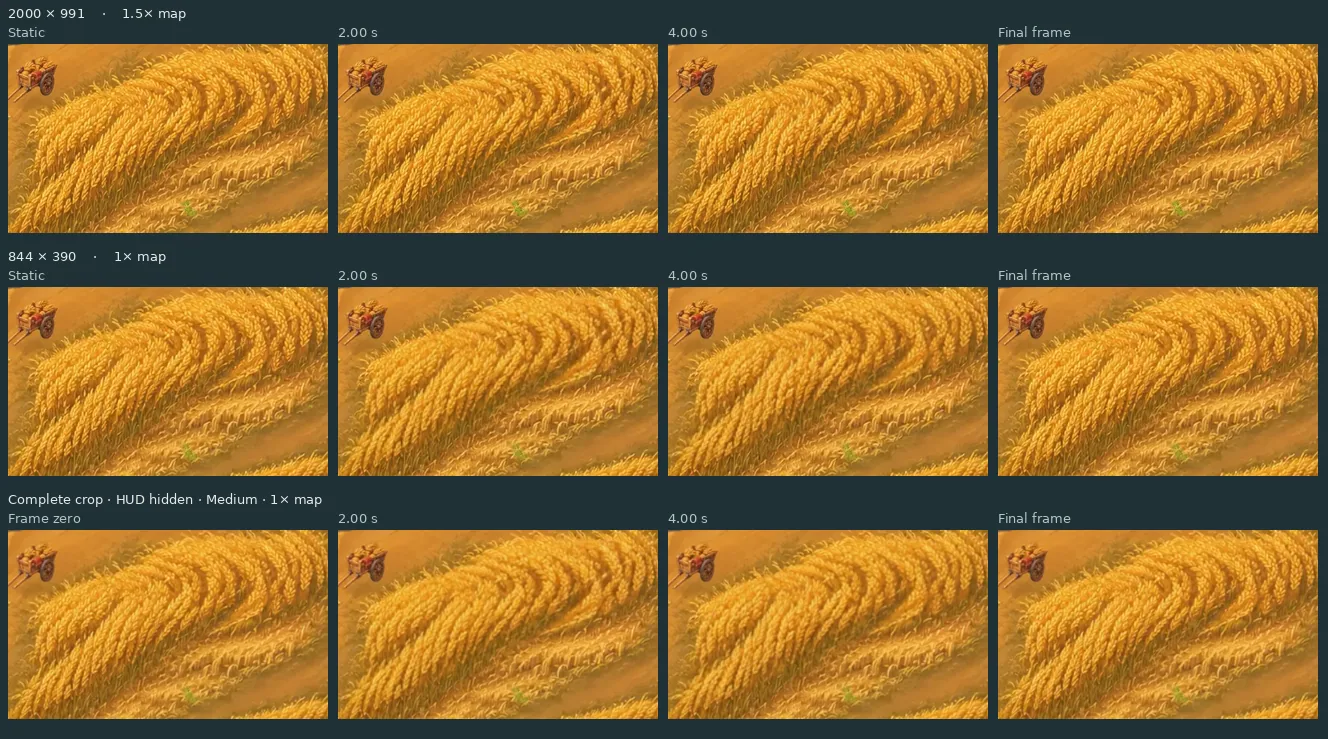 2000 × 991 · 1.5× map
Static 2.00 s 4.00 s Final frame
844 × 390 · 1× map
Static 2.00 s 4.00 s Final frame
Complete crop · HUD hidden · Medium · 1× map
Frame zero 2.00 s 4.00 s Final frame